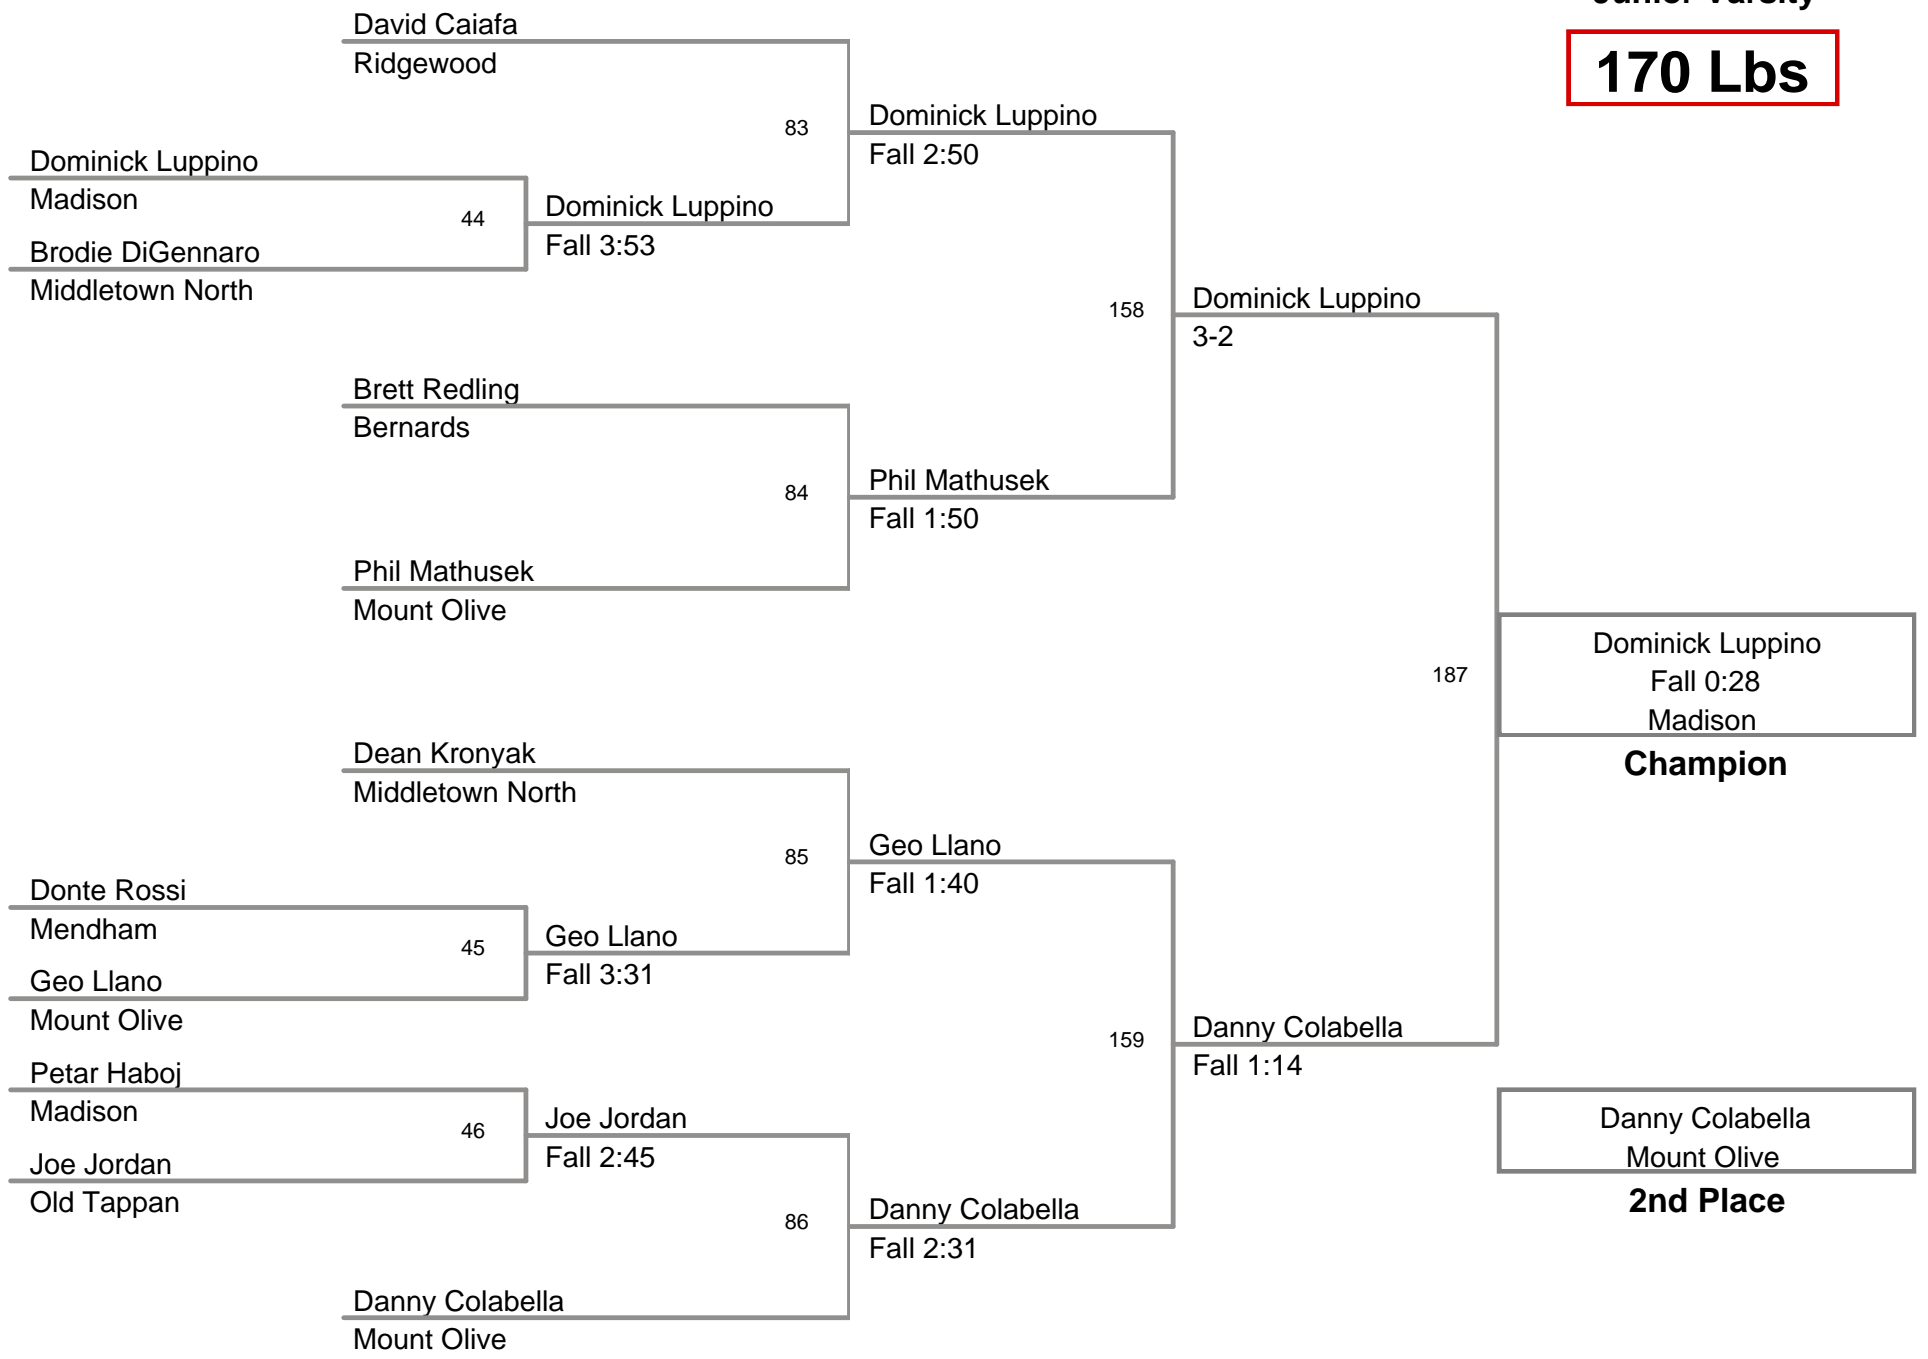 Junior Varsity
170 Lbs
David Caiafa
Ridgewood
83
Dominick Luppino
Fall 2:50
Dominick Luppino
Madison
44
Dominick Luppino
Fall 3:53
Brodie DiGennaro
Middletown North
158
Dominick Luppino
3-2
Brett Redling
Bernards
84
Phil Mathusek
Fall 1:50
Phil Mathusek
Mount Olive
187
Dominick Luppino
Fall 0:28
Madison
Champion
Dean Kronyak
Middletown North
85
Geo Llano
Fall 1:40
Donte Rossi
Mendham
45
Geo Llano
Fall 3:31
Geo Llano
Mount Olive
159
Danny Colabella
Fall 1:14
Petar Haboj
Madison
46
Joe Jordan
Fall 2:45
Joe Jordan
Old Tappan
86
Danny Colabella
Fall 2:31
Danny Colabella
Mount Olive
Danny Colabella
Mount Olive
2nd Place